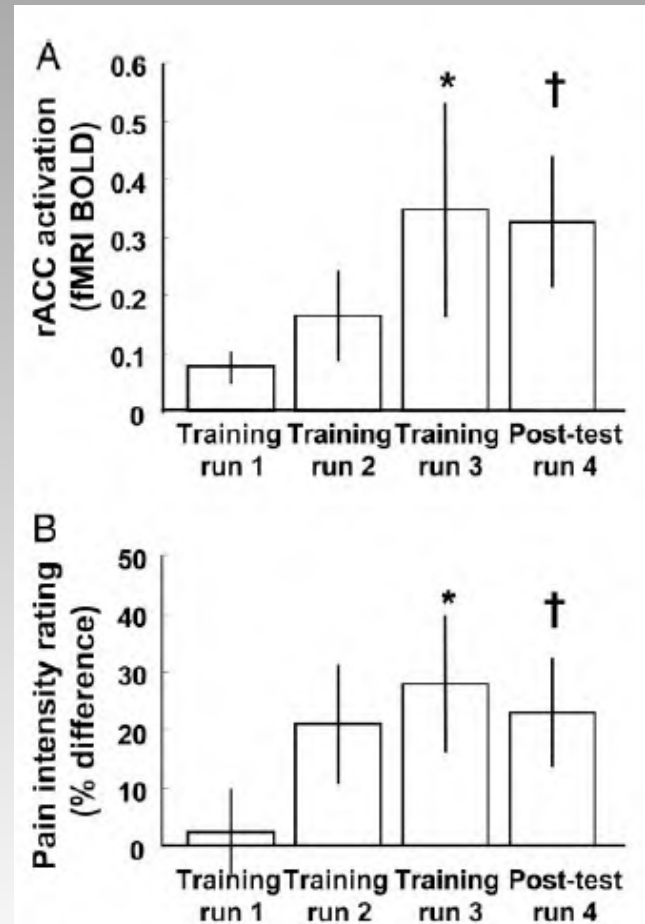 A
rACC activation
(fMRI BOLD)
0.6
0.5
0.4
0.3
0.2
0.1
0
*
†
Training Training Training Post-test
run 1 run 2 run 3 run 4
B
Pain intensity rating
(% difference)
50
40
30
20
10
0
*
†
Training Training Training Post-test
run 1 run 2 run 3 run 4